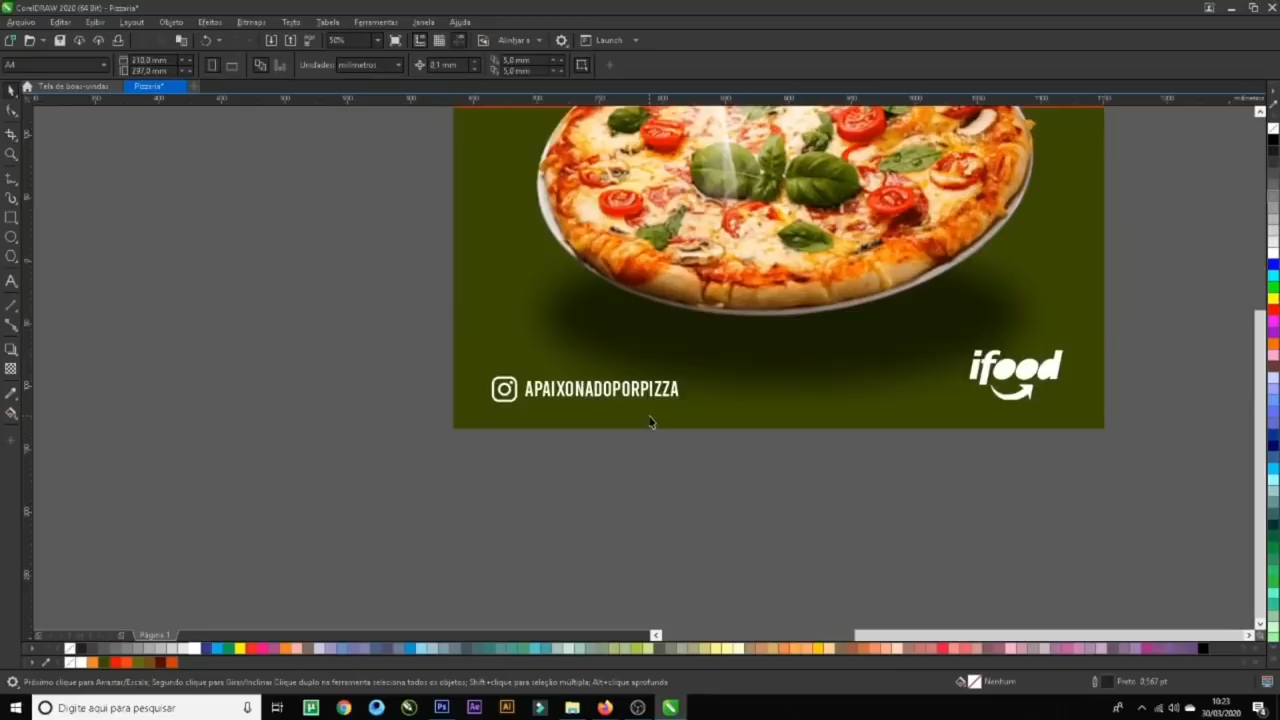 CorelDRAW 2020 (64 Bit) - Pizzaria*
Arquivo Editar Exibir Layout Objeto Efeitos Bitmaps Texto Tabela Ferramentas Janela Ajuda
50% Alinhar a Launch
A4 210,0 mm 297,0 mm Unidades: milímetros 0,1 mm 5,0 mm 5,0 mm
Tela de boas-vindas Pizzaria*
milímetros
ifood
APAIXONADOPORPIZZA
Página 1
Próximo clique para Arrastar/Escala; Segundo clique para Girar/Inclinar; Clique duplo na ferramenta seleciona todos os objetos; Shift+clique para seleção múltipla; Alt+clique aprofunda
Nenhum Preto 0,567 pt
Digite aqui para pesquisar
10:23
30/03/2020